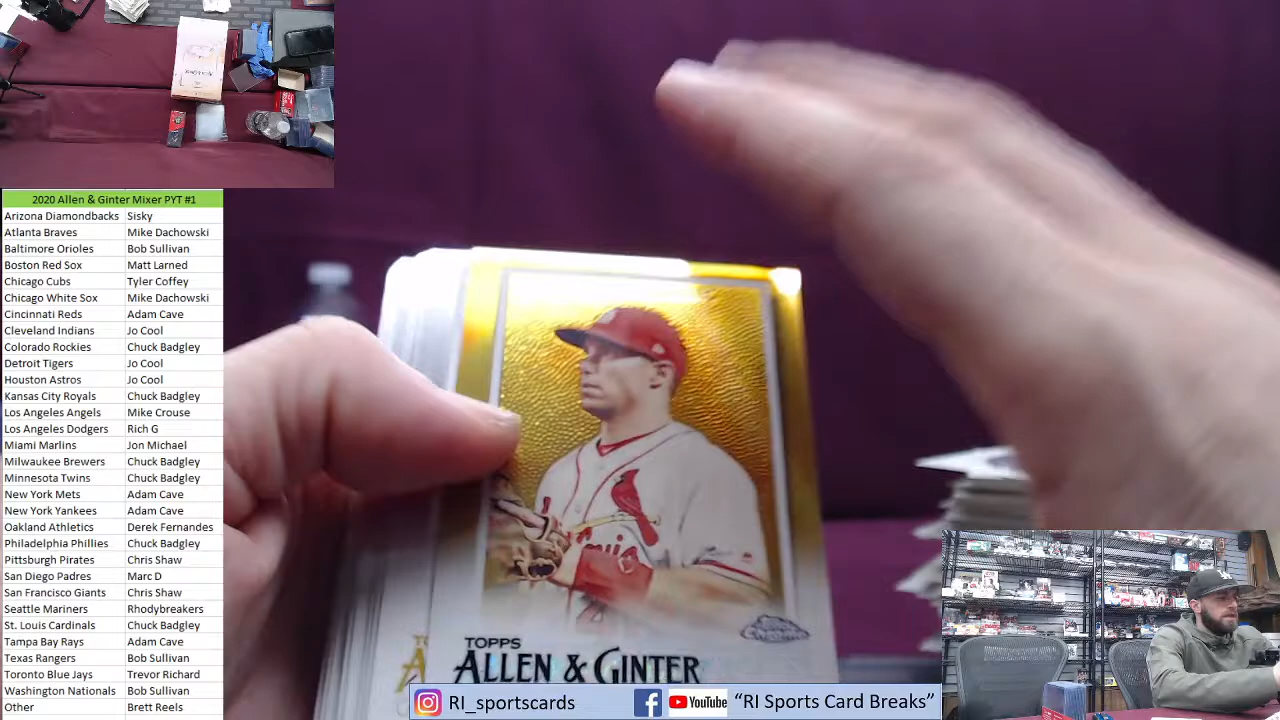 2020 Allen & Ginter Mixer PYT #1
Arizona Diamondbacks Sisky
Atlanta Braves Mike Dachowski
Baltimore Orioles Bob Sullivan
Boston Red Sox Matt Larned
Chicago Cubs Tyler Coffey
Chicago White Sox Mike Dachowski
Cincinnati Reds Adam Cave
Cleveland Indians Jo Cool
Colorado Rockies Chuck Badgley
Detroit Tigers Jo Cool
Houston Astros Jo Cool
Kansas City Royals Chuck Badgley
Los Angeles Angels Mike Crouse
Los Angeles Dodgers Rich G
Miami Marlins Jon Michael
Milwaukee Brewers Chuck Badgley
Minnesota Twins Chuck Badgley
New York Mets Adam Cave
New York Yankees Adam Cave
Oakland Athletics Derek Fernandes
Philadelphia Phillies Chuck Badgley
Pittsburgh Pirates Chris Shaw
San Diego Padres Marc D
San Francisco Giants Chris Shaw
Seattle Mariners Rhodybreakers
St. Louis Cardinals Chuck Badgley
Tampa Bay Rays Adam Cave
Texas Rangers Bob Sullivan
Toronto Blue Jays Trevor Richard
Washington Nationals Bob Sullivan
Other Brett Reels
TOPPS
ALLEN & GINTER
RI_sportscards
YouTube "RI Sports Card Breaks"